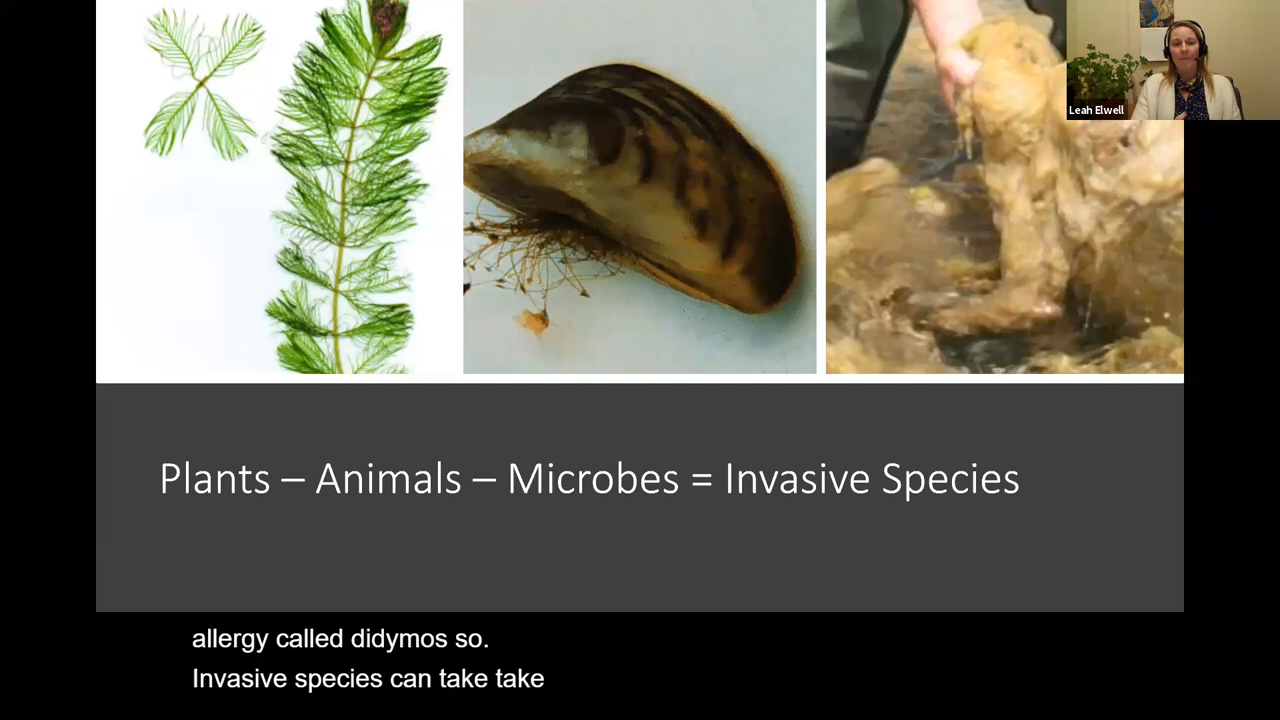 Leah Elwell
Plants – Animals – Microbes = Invasive Species
allergy called didymos so.
Invasive species can take take